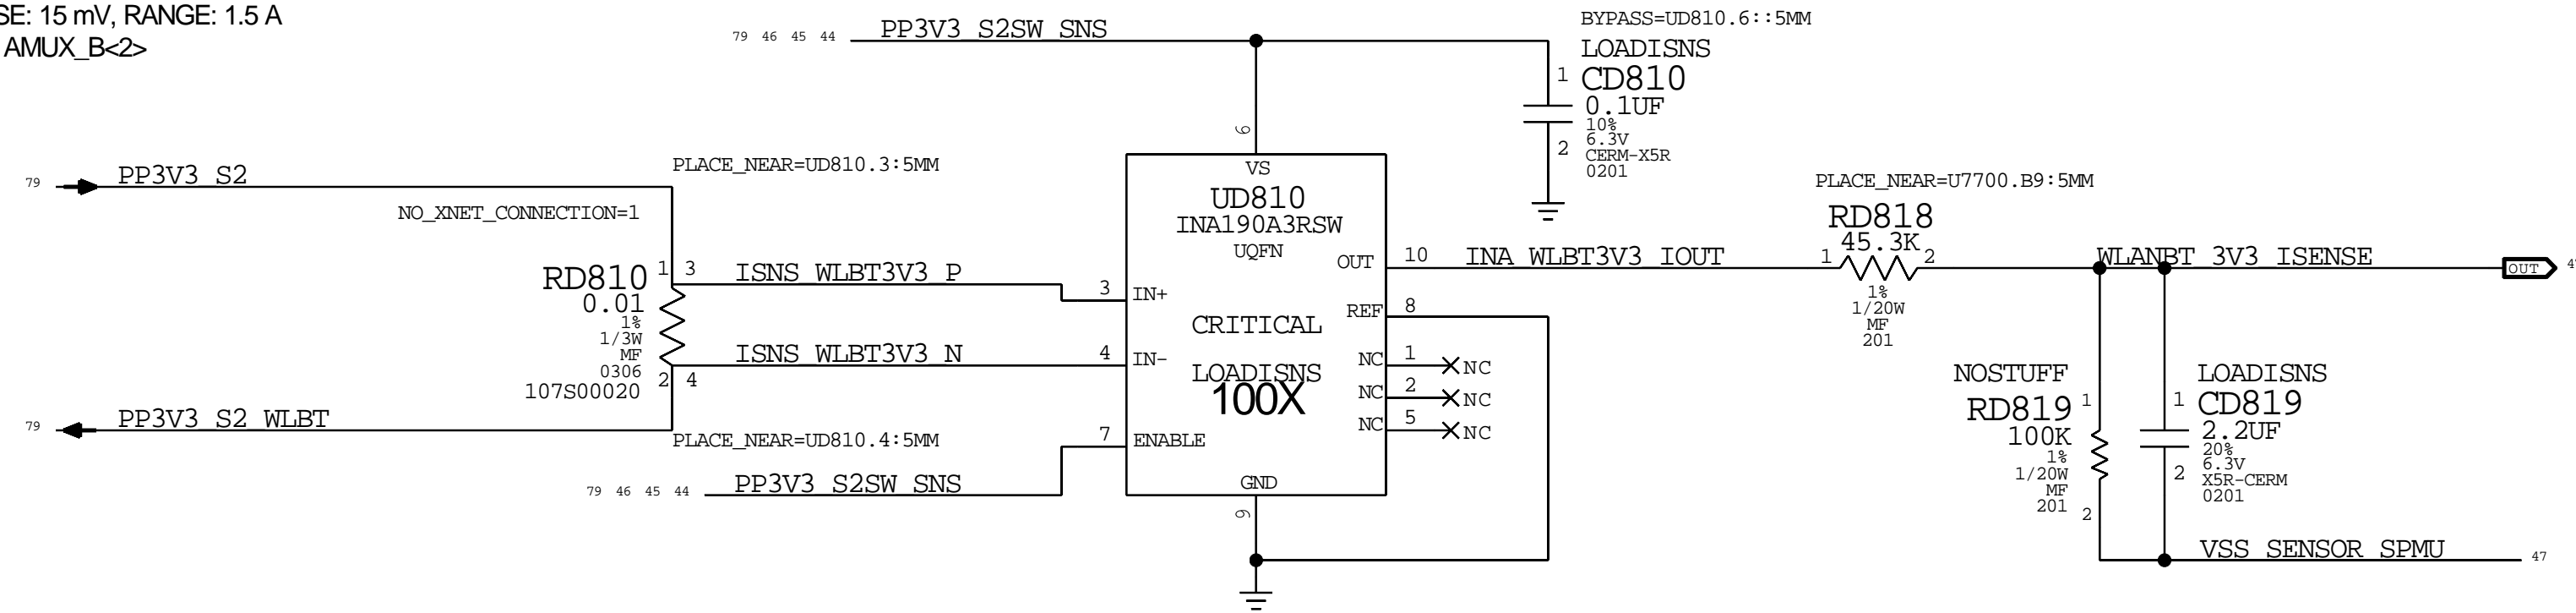 SE: 15 mV, RANGE: 1.5 A
AMUX_B<2>
79 46 45 44 PP3V3_S2SW_SNS
BYPASS=UD810.6::5MM
LOADISNS
1 CD810
0.1UF
10%
2 6.3V
CERM-X5R
0201
79 PP3V3_S2
PLACE_NEAR=UD810.3:5MM
NO_XNET_CONNECTION=1
RD810 1 3
0.01
1%
1/3W
MF
0306
107S00020 2 4
ISNS_WLBT3V3_P
ISNS_WLBT3V3_N
79 PP3V3_S2_WLBT
PLACE_NEAR=UD810.4:5MM
79 46 45 44 PP3V3_S2SW_SNS
6
VS
UD810
INA190A3RSW
UQFN
3 IN+
4 IN-
7 ENABLE
CRITICAL
LOADISNS
100X
GND
9
OUT 10 INA_WLBT3V3_IOUT
REF 8
NC 1 NC
NC 2 NC
NC 5 NC
PLACE_NEAR=U7700.B9:5MM
RD818
1 45.3K 2
1%
1/20W
MF
201
WLANBT_3V3_ISENSE OUT
NOSTUFF
RD819 1
100K
1%
1/20W
MF
201 2
LOADISNS
1 CD819
2.2UF
20%
6.3V
2 X5R-CERM
0201
VSS_SENSOR_SPMU 47